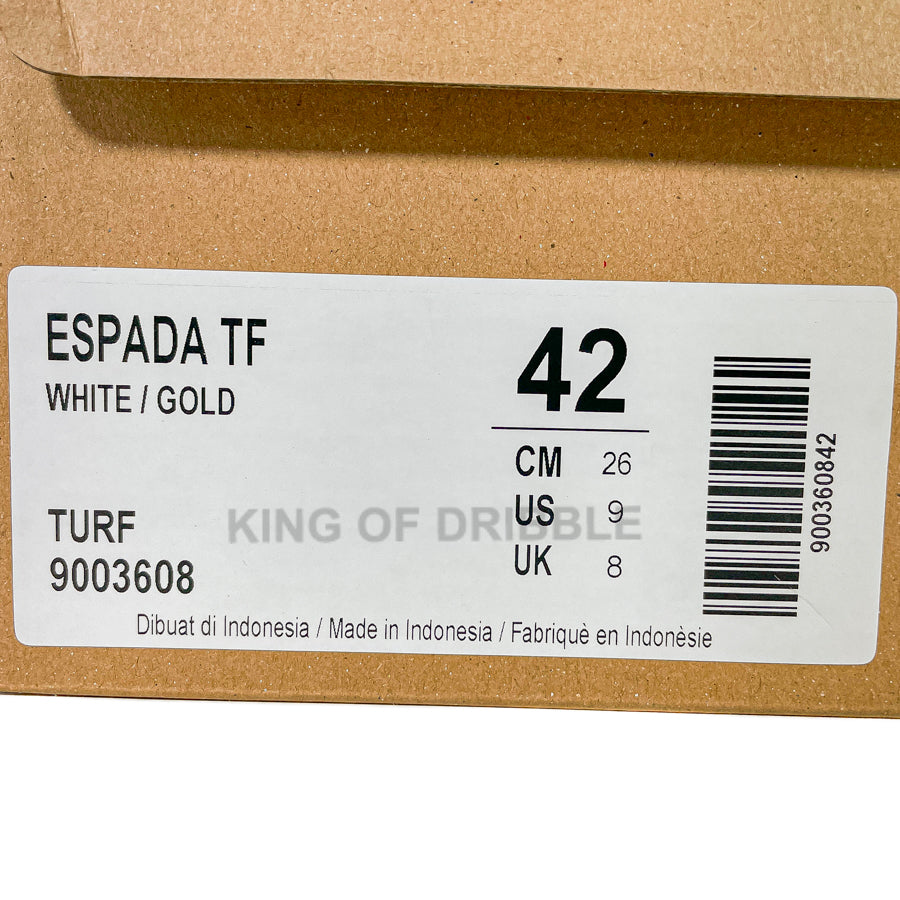 ESPADA TF
WHITE / GOLD
42
CM 26
US 9
UK 8
TURF
9003608
KING OF DRIBBLE
900360842
Dibuat di Indonesia / Made in Indonesia / Fabriquè en Indonèsie